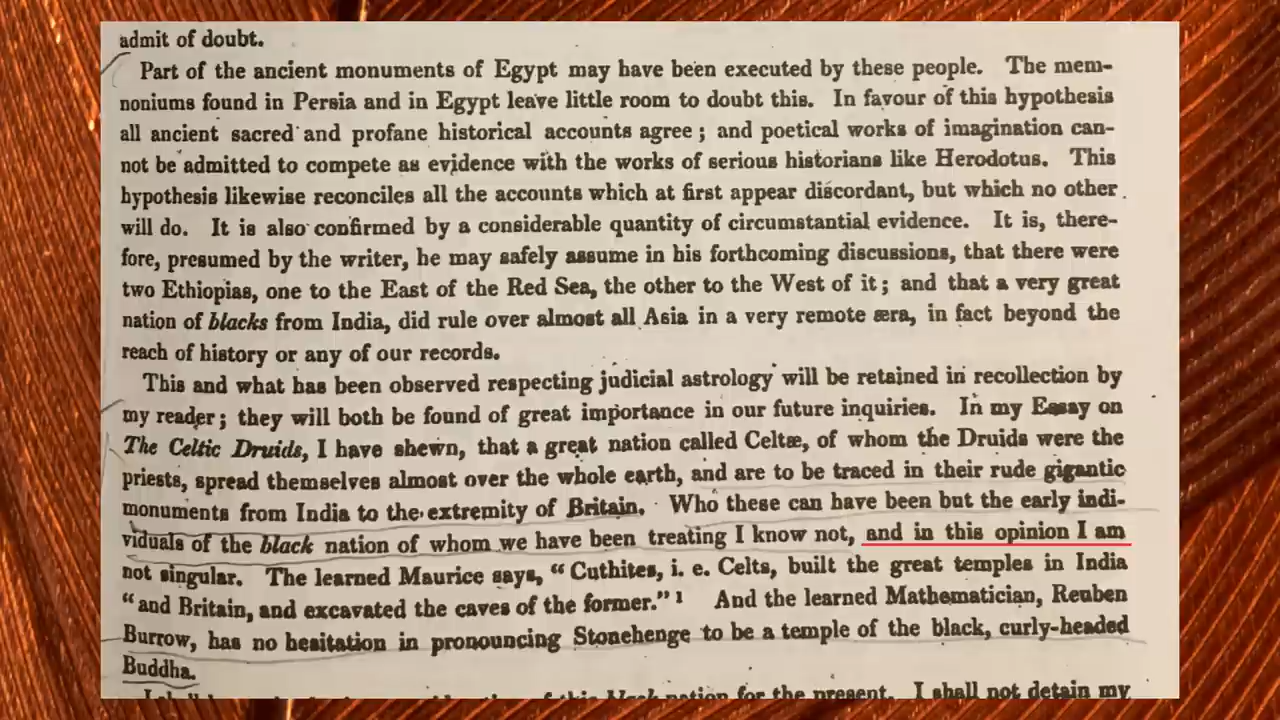 admit of doubt.
Part of the ancient monuments of Egypt may have been executed by these people. The mem-
noniums found in Persia and in Egypt leave little room to doubt this. In favour of this hypothesis
all ancient sacred and profane historical accounts agree; and poetical works of imagination can-
not be admitted to compete as evidence with the works of serious historians like Herodotus. This
hypothesis likewise reconciles all the accounts which at first appear discordant, but which no other
will do. It is also confirmed by a considerable quantity of circumstantial evidence. It is, there-
fore, presumed by the writer, he may safely assume in his forthcoming discussions, that there were
two Ethiopias, one to the East of the Red Sea, the other to the West of it; and that a very great
nation of blacks from India, did rule over almost all Asia in a very remote æra, in fact beyond the
reach of history or any of our records.
This and what has been observed respecting judicial astrology will be retained in recollection by
my reader; they will both be found of great importance in our future inquiries. In my Essay on
The Celtic Druids, I have shewn, that a great nation called Celtæ, of whom the Druids were the
priests, spread themselves almost over the whole earth, and are to be traced in their rude gigantic
monuments from India to the extremity of Britain. Who these can have been but the early indi-
viduals of the black nation of whom we have been treating I know not, and in this opinion I am
not singular. The learned Maurice says, "Cuthites, i. e. Celts, built the great temples in India
"and Britain, and excavated the caves of the former."¹ And the learned Mathematician, Reuben
Burrow, has no hesitation in pronouncing Stonehenge to be a temple of the black, curly-headed
Buddha.
of this black nation for the present. I shall not detain my